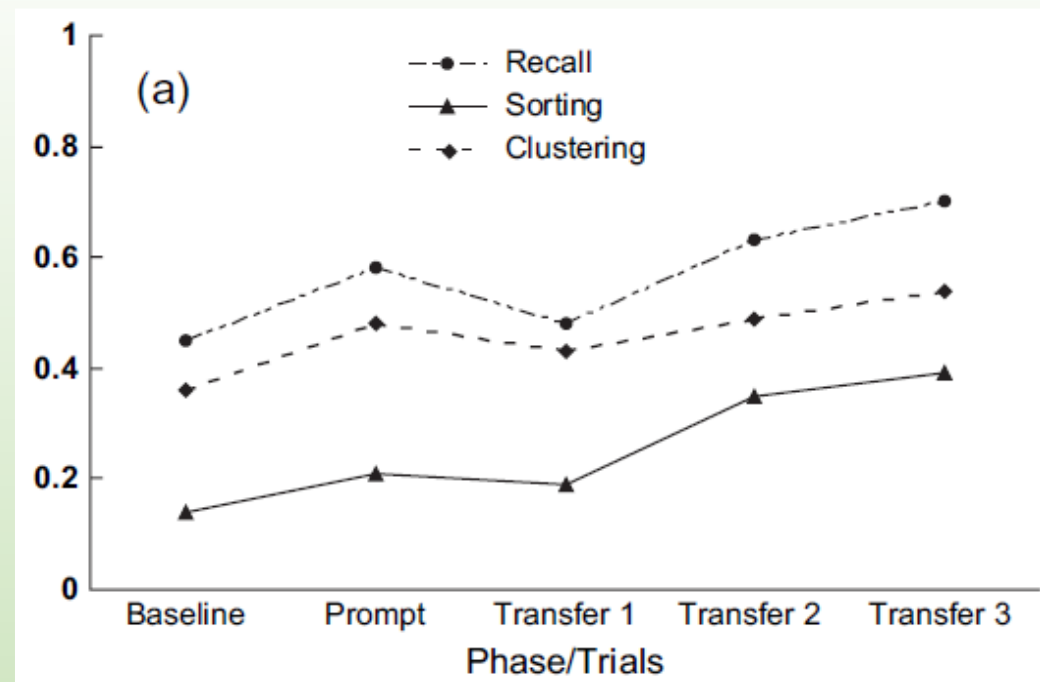 1
(a)
Recall
Sorting
Clustering
0.8
0.6
0.4
0.2
0
Baseline Prompt Transfer 1 Transfer 2 Transfer 3
Phase/Trials